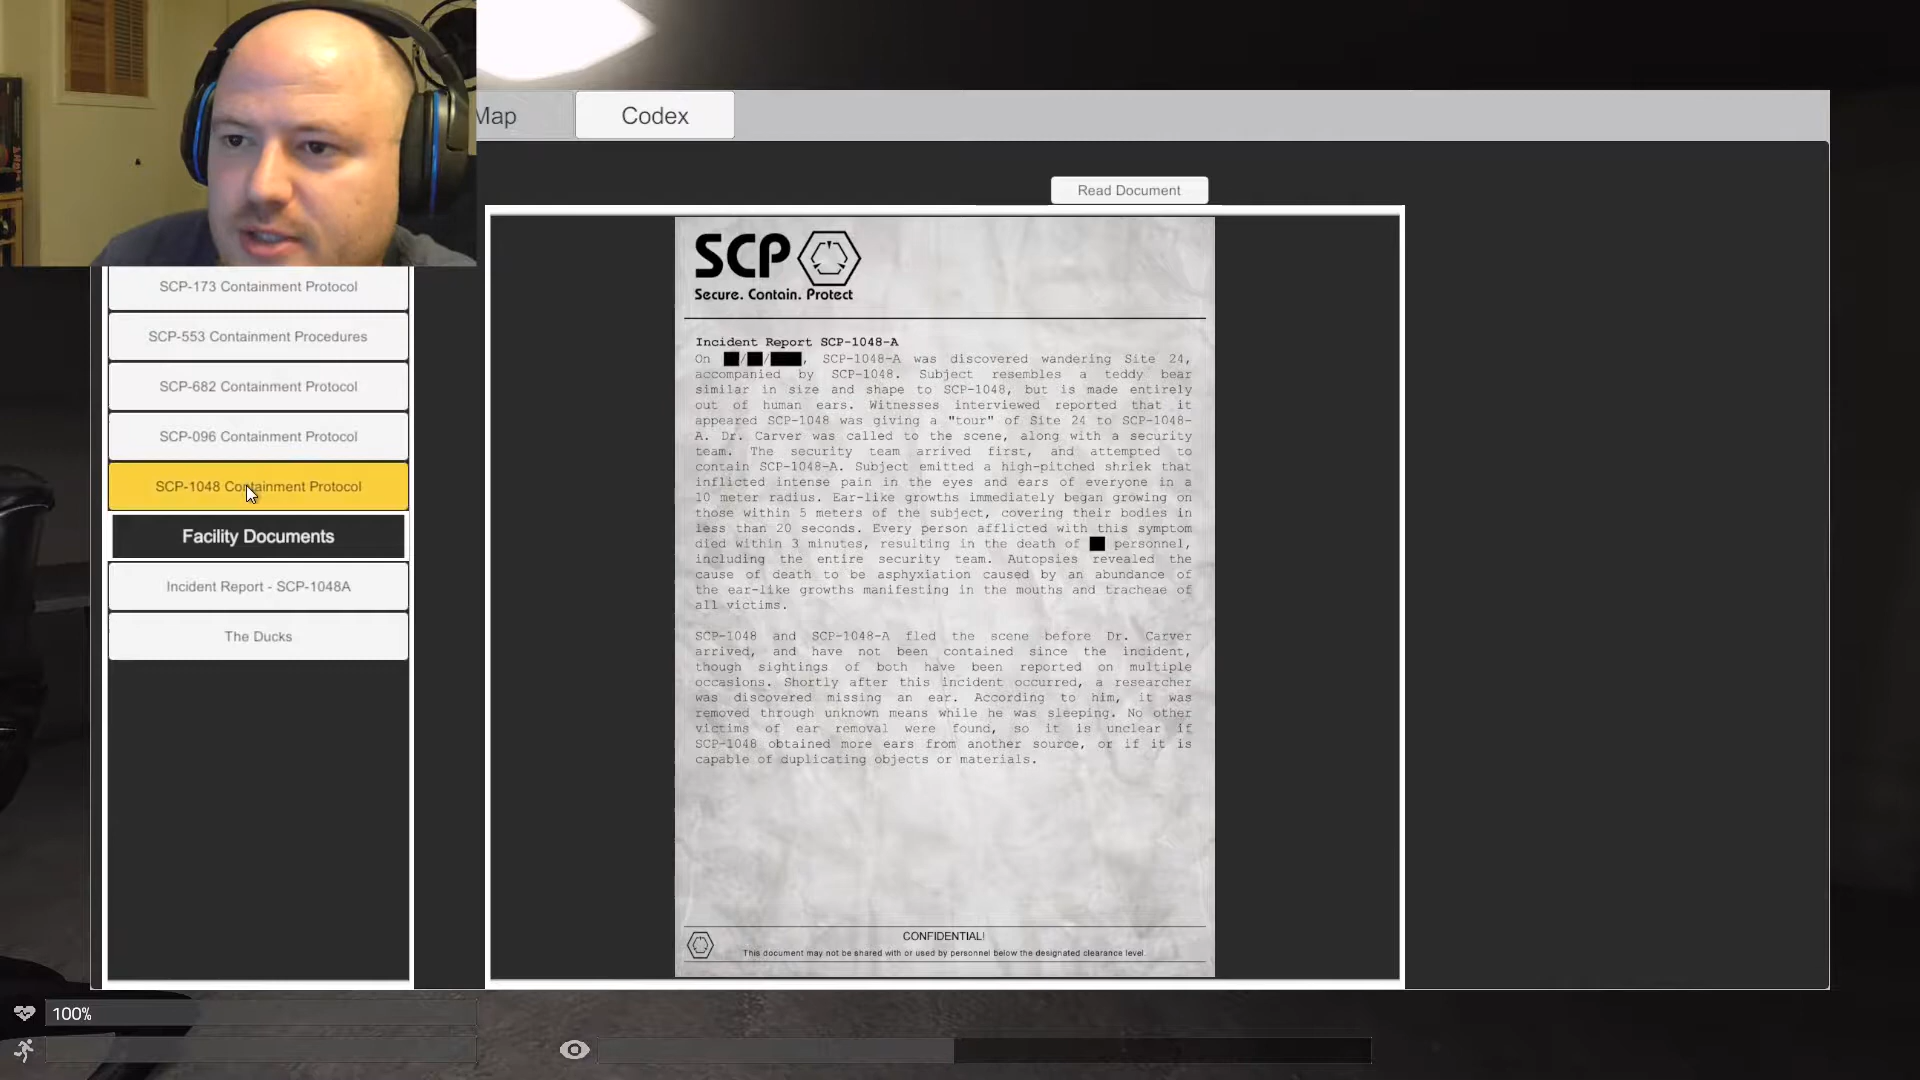 Map
Codex
Read Document
SCP-173 Containment Protocol
SCP-553 Containment Procedures
SCP-682 Containment Protocol
SCP-096 Containment Protocol
SCP-1048 Containment Protocol
Facility Documents
Incident Report - SCP-1048A
The Ducks
SCP
Secure. Contain. Protect
Incident Report SCP-1048-A
On / / , SCP-1048-A was discovered wandering Site 24,
accompanied by SCP-1048. Subject resembles a teddy bear
similar in size and shape to SCP-1048, but is made entirely
out of human ears. Witnesses interviewed reported that it
appeared SCP-1048 was giving a "tour" of Site 24 to SCP-1048-
A. Dr. Carver was called to the scene, along with a security
team. The security team arrived first, and attempted to
contain SCP-1048-A. Subject emitted a high-pitched shriek that
inflicted intense pain in the eyes and ears of everyone in a
10 meter radius. Ear-like growths immediately began growing on
those within 5 meters of the subject, covering their bodies in
less than 20 seconds. Every person afflicted with this symptom
died within 3 minutes, resulting in the death of personnel,
including the entire security team. Autopsies revealed the
cause of death to be asphyxiation caused by an abundance of
the ear-like growths manifesting in the mouths and tracheae of
all victims.
SCP-1048 and SCP-1048-A fled the scene before Dr. Carver
arrived, and have not been contained since the incident,
though sightings of both have been reported on multiple
occasions. Shortly after this incident occurred, a researcher
was discovered missing an ear. According to him, it was
removed through unknown means while he was sleeping. No other
victims of ear removal were found, so it is unclear if
SCP-1048 obtained more ears from another source, or if it is
capable of duplicating objects or materials.
CONFIDENTIAL!
This document may not be shared with or used by personnel below the designated clearance level.
100%